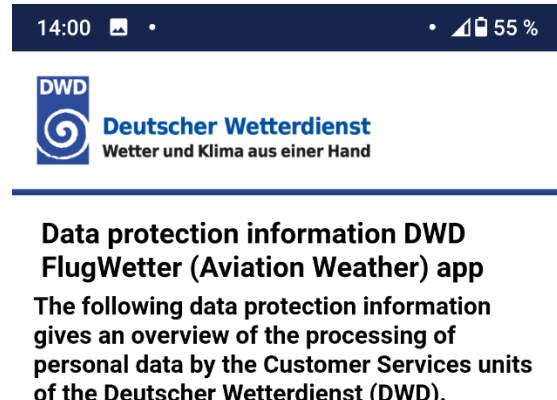 14:00 55 %
DWD
Deutscher Wetterdienst
Wetter und Klima aus einer Hand
Data protection information DWD
FlugWetter (Aviation Weather) app
The following data protection information
gives an overview of the processing of
personal data by the Customer Services units
of the Deutscher Wetterdienst (DWD).